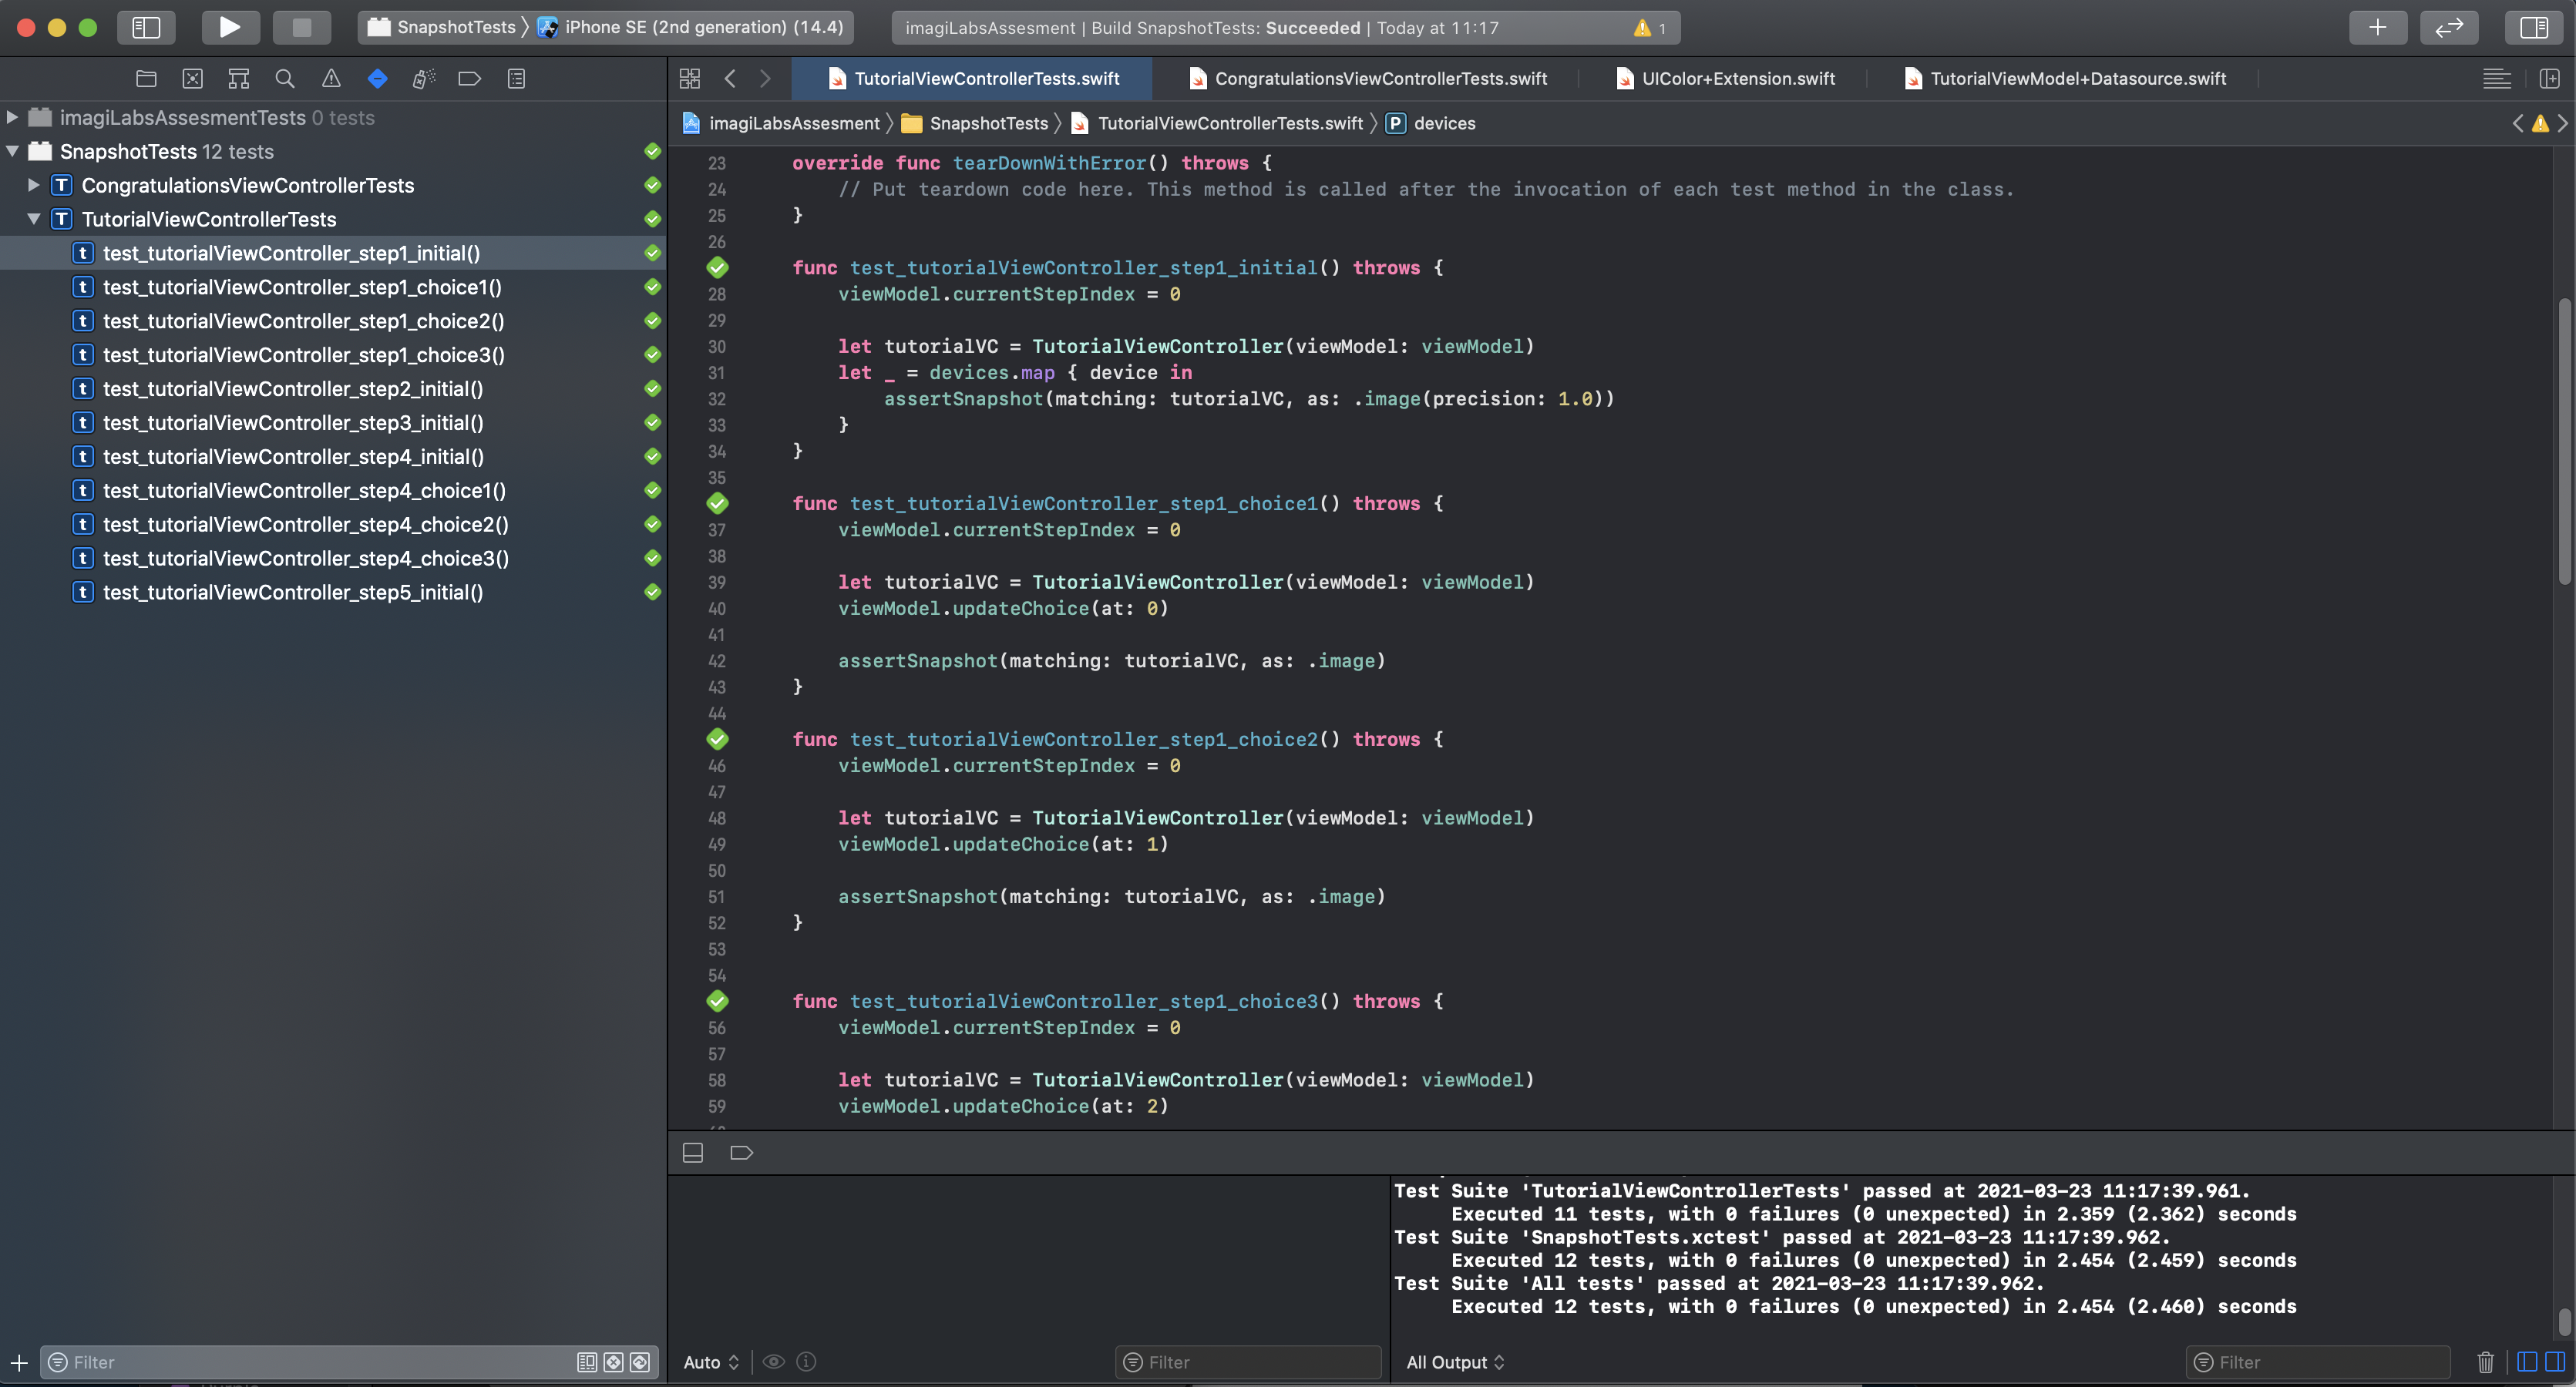 SnapshotTests 〉 iPhone SE (2nd generation) (14.4)
imagiLabsAssesment | Build SnapshotTests: Succeeded | Today at 11:17
1
imagiLabsAssesmentTests 0 tests
SnapshotTests 12 tests
T CongratulationsViewControllerTests
T TutorialViewControllerTests
t test_tutorialViewController_step1_initial()
t test_tutorialViewController_step1_choice1()
t test_tutorialViewController_step1_choice2()
t test_tutorialViewController_step1_choice3()
t test_tutorialViewController_step2_initial()
t test_tutorialViewController_step3_initial()
t test_tutorialViewController_step4_initial()
t test_tutorialViewController_step4_choice1()
t test_tutorialViewController_step4_choice2()
t test_tutorialViewController_step4_choice3()
t test_tutorialViewController_step5_initial()
Filter
TutorialViewControllerTests.swift
CongratulationsViewControllerTests.swift
UIColor+Extension.swift
TutorialViewModel+Datasource.swift
imagiLabsAssesment 〉 SnapshotTests 〉 TutorialViewControllerTests.swift 〉 P devices
23 override func tearDownWithError() throws {
24 // Put teardown code here. This method is called after the invocation of each test method in the class.
25 }
26
func test_tutorialViewController_step1_initial() throws {
28 viewModel.currentStepIndex = 0
29
30 let tutorialVC = TutorialViewController(viewModel: viewModel)
31 let _ = devices.map { device in
32 assertSnapshot(matching: tutorialVC, as: .image(precision: 1.0))
33 }
34 }
35
func test_tutorialViewController_step1_choice1() throws {
37 viewModel.currentStepIndex = 0
38
39 let tutorialVC = TutorialViewController(viewModel: viewModel)
40 viewModel.updateChoice(at: 0)
41
42 assertSnapshot(matching: tutorialVC, as: .image)
43 }
44
func test_tutorialViewController_step1_choice2() throws {
46 viewModel.currentStepIndex = 0
47
48 let tutorialVC = TutorialViewController(viewModel: viewModel)
49 viewModel.updateChoice(at: 1)
50
51 assertSnapshot(matching: tutorialVC, as: .image)
52 }
53
54
func test_tutorialViewController_step1_choice3() throws {
56 viewModel.currentStepIndex = 0
57
58 let tutorialVC = TutorialViewController(viewModel: viewModel)
59 viewModel.updateChoice(at: 2)
Test Suite 'TutorialViewControllerTests' passed at 2021-03-23 11:17:39.961.
Executed 11 tests, with 0 failures (0 unexpected) in 2.359 (2.362) seconds
Test Suite 'SnapshotTests.xctest' passed at 2021-03-23 11:17:39.962.
Executed 12 tests, with 0 failures (0 unexpected) in 2.454 (2.459) seconds
Test Suite 'All tests' passed at 2021-03-23 11:17:39.962.
Executed 12 tests, with 0 failures (0 unexpected) in 2.454 (2.460) seconds
Auto
Filter
All Output
Filter